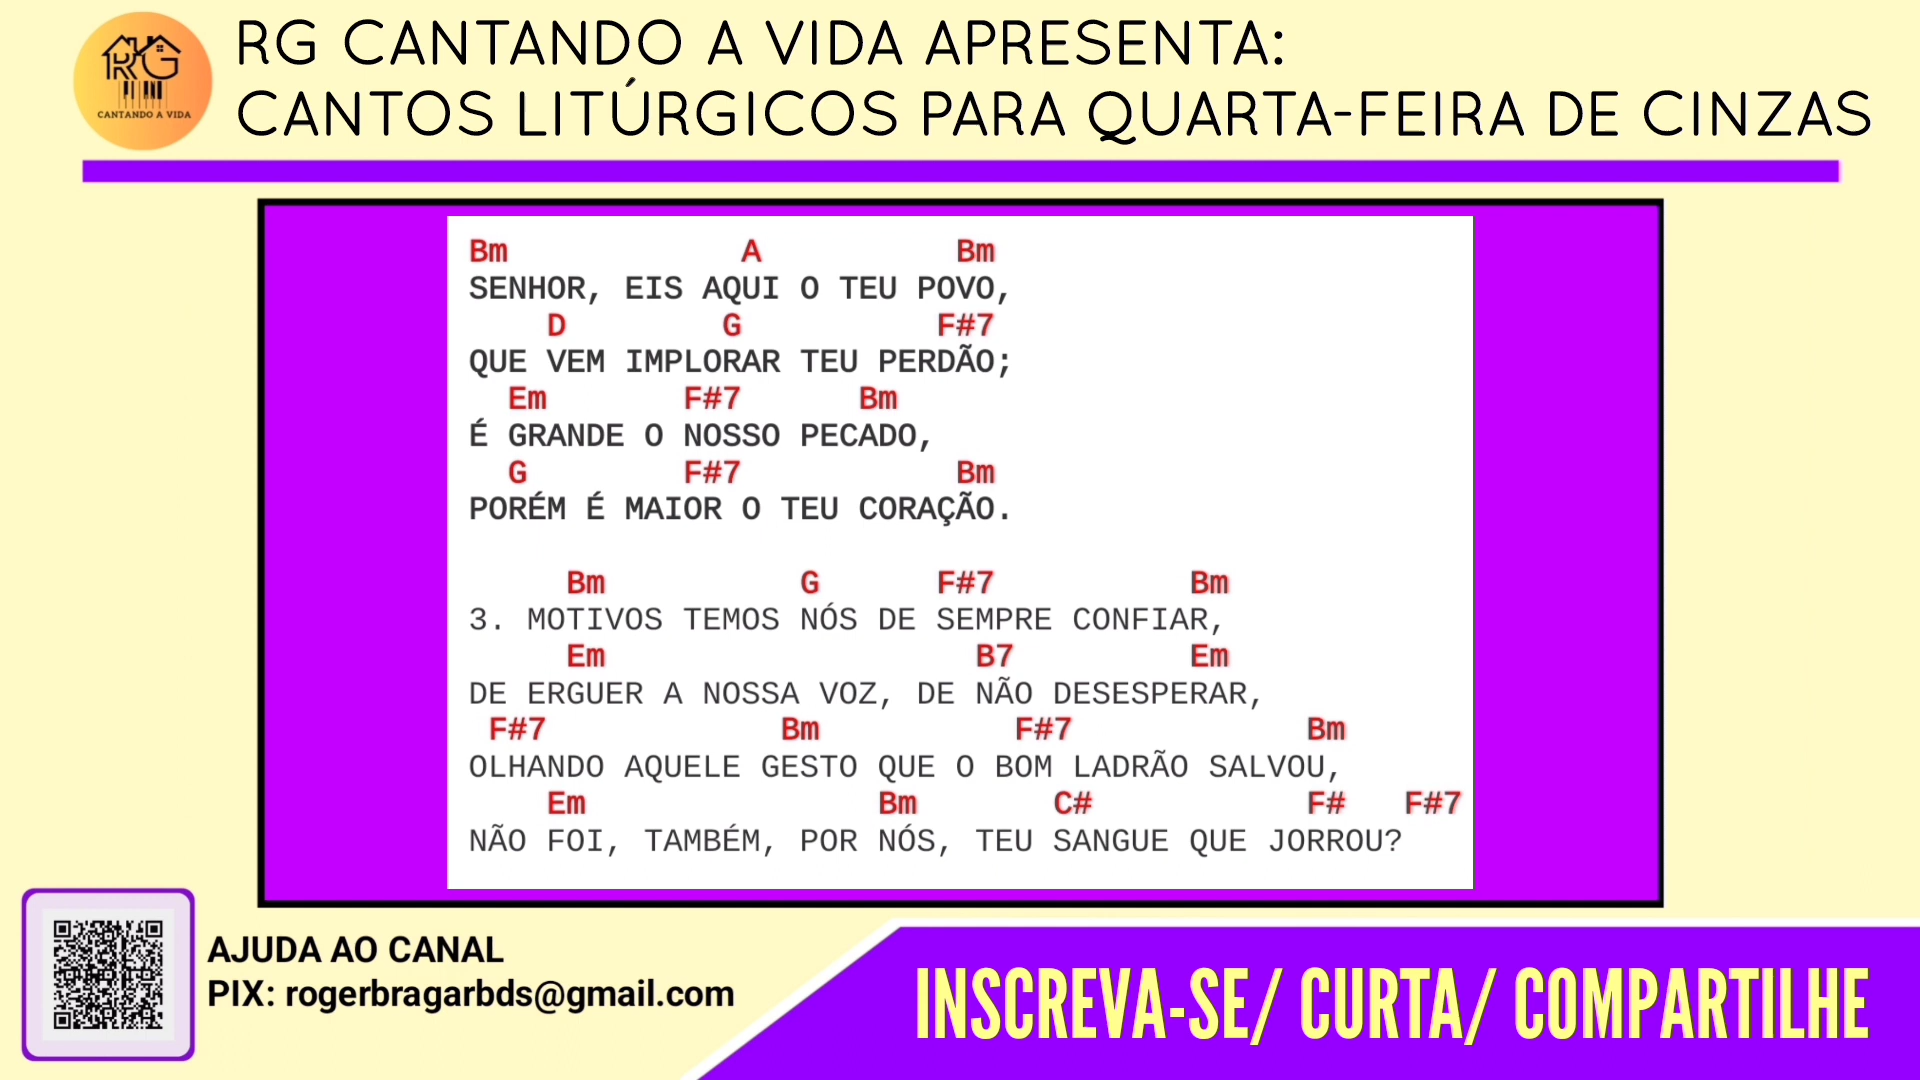 RG CANTANDO A VIDA APRESENTA:
CANTOS LITÚRGICOS PARA QUARTA-FEIRA DE CINZAS
RG
CANTANDO A VIDA
Bm A Bm
SENHOR, EIS AQUI O TEU POVO,
D G F#7
QUE VEM IMPLORAR TEU PERDÃO;
Em F#7 Bm
É GRANDE O NOSSO PECADO,
G F#7 Bm
PORÉM É MAIOR O TEU CORAÇÃO.
Bm G F#7 Bm
3. MOTIVOS TEMOS NÓS DE SEMPRE CONFIAR,
Em B7 Em
DE ERGUER A NOSSA VOZ, DE NÃO DESESPERAR,
F#7 Bm F#7 Bm
OLHANDO AQUELE GESTO QUE O BOM LADRÃO SALVOU,
Em Bm C# F# F#7
NÃO FOI, TAMBÉM, POR NÓS, TEU SANGUE QUE JORROU?
AJUDA AO CANAL
PIX: rogerbragarbds@gmail.com
INSCREVA-SE/ CURTA/ COMPARTILHE